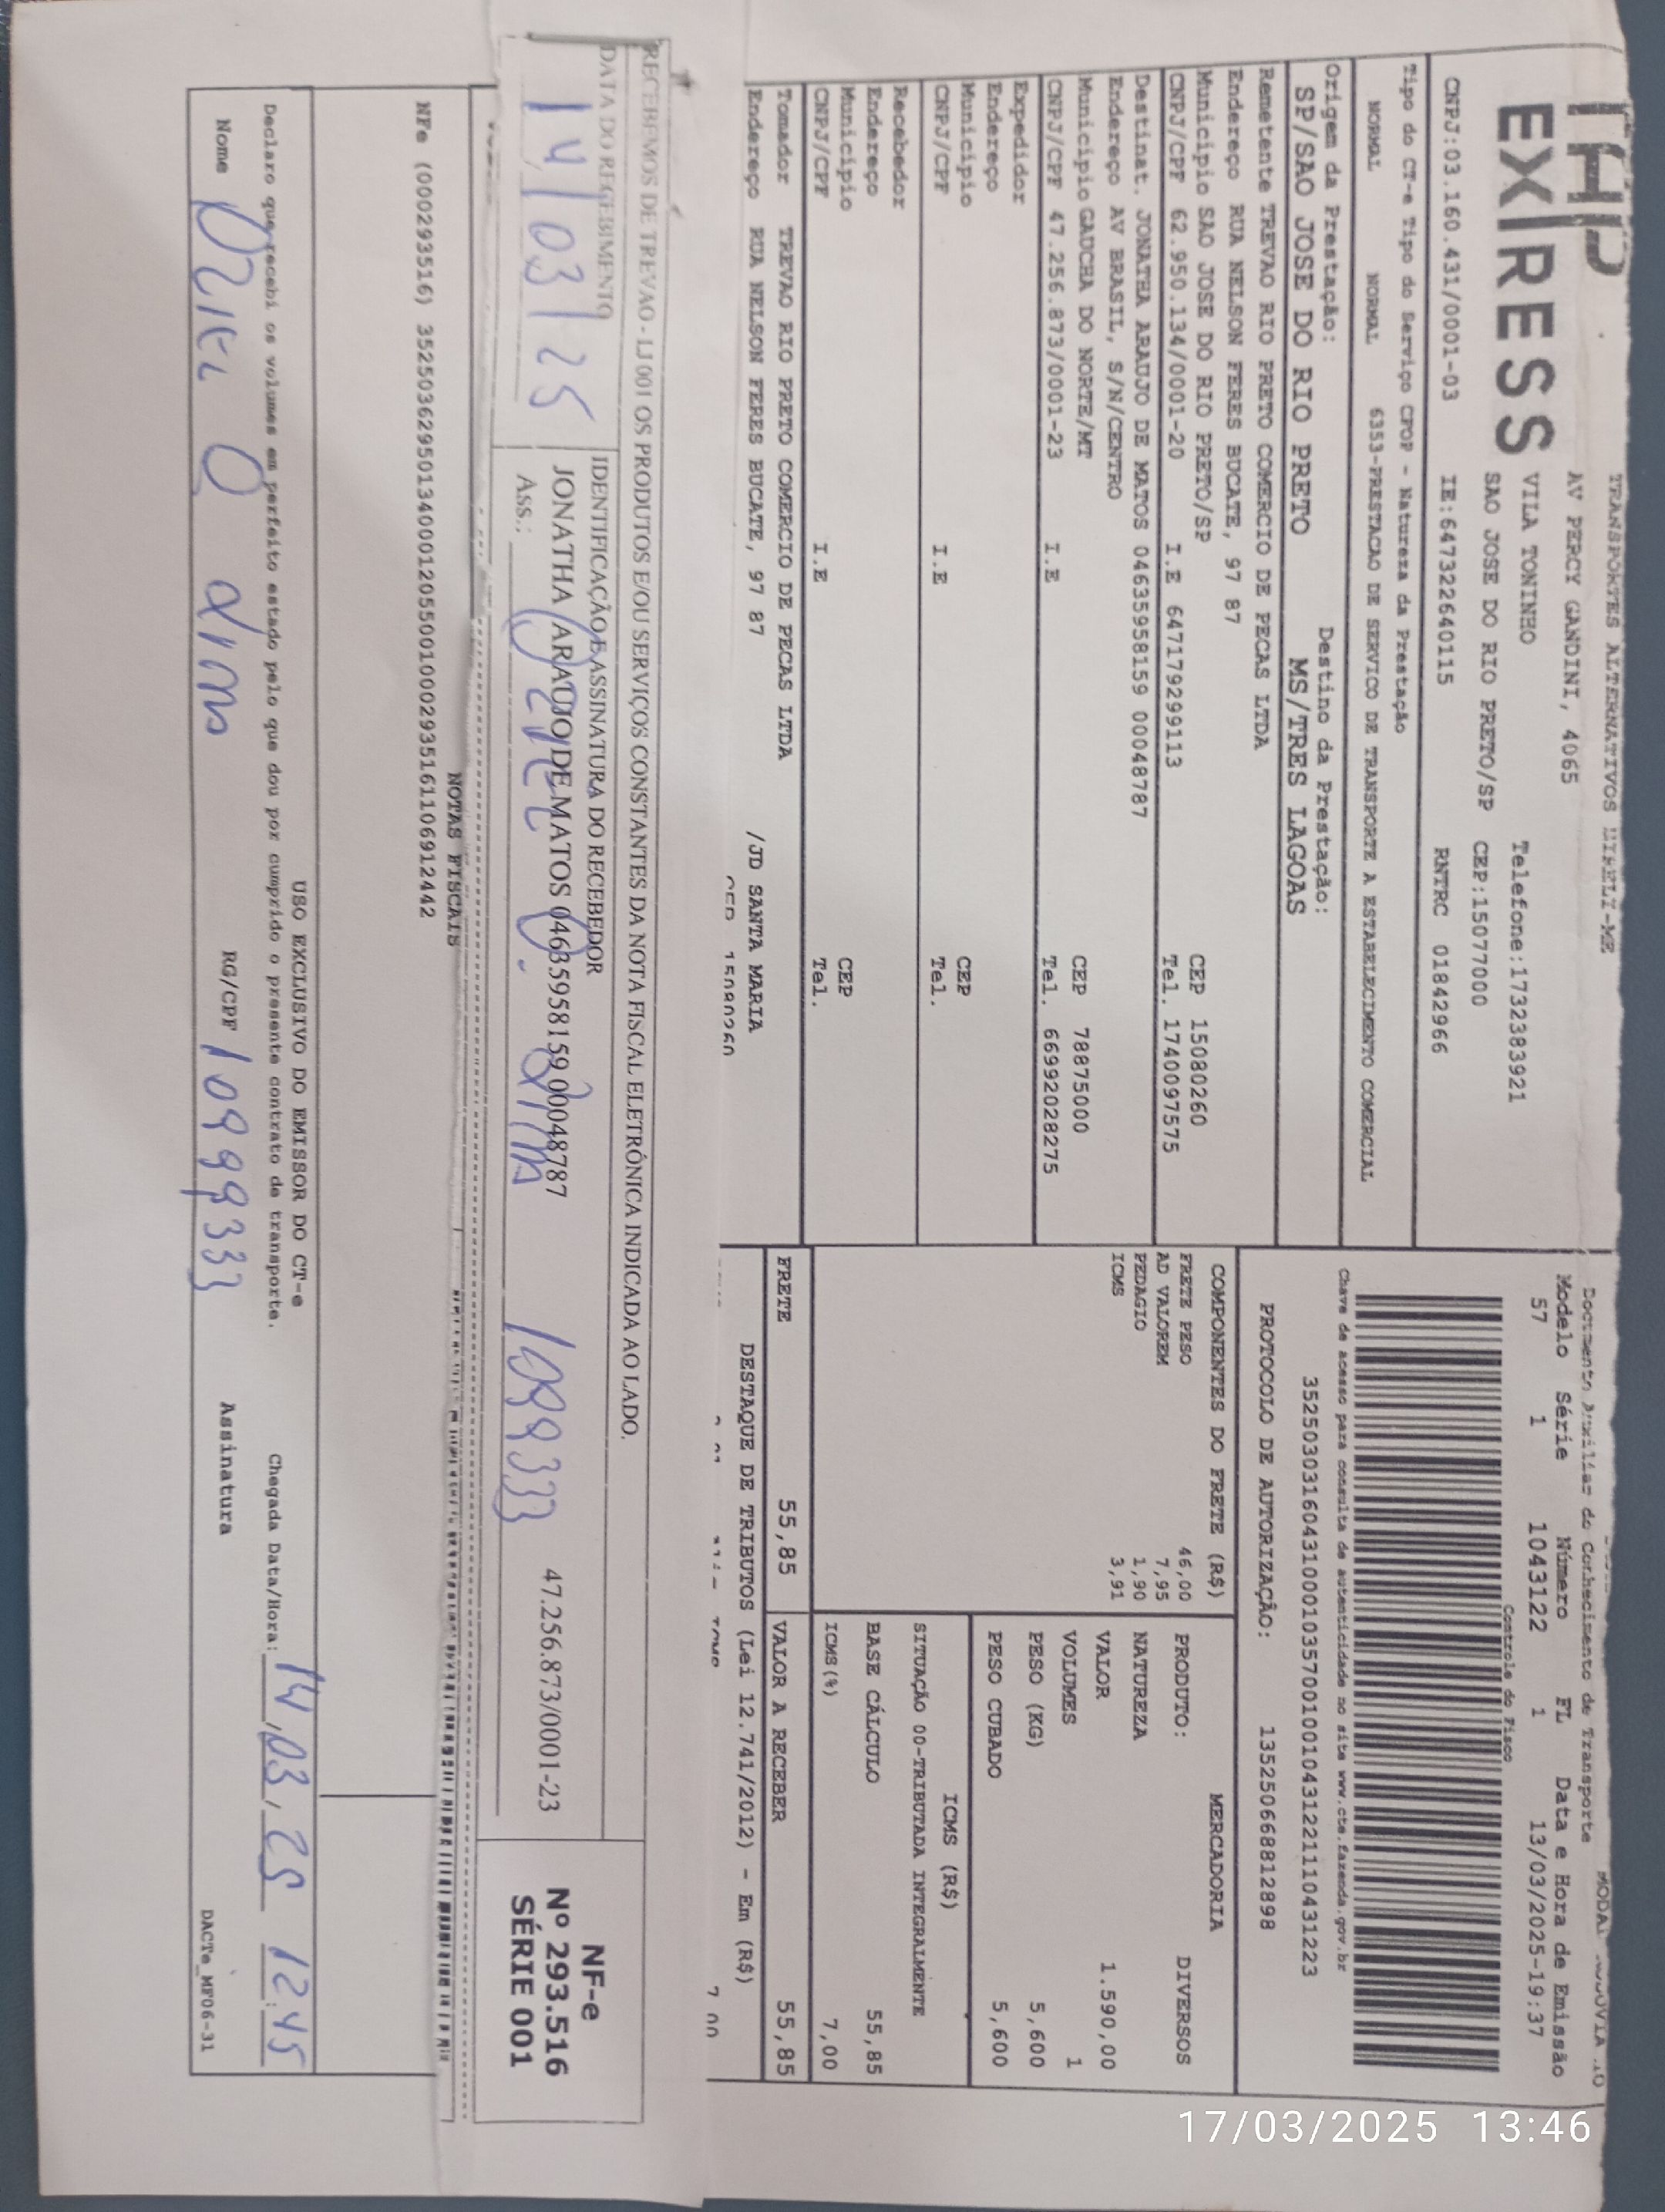 THP
EXPRESS
TRANSPORTES ALTERNATIVOS EIRELI-ME
AV PERCY GANDINI, 4065
VILA TONINHO Telefone:1732383921
SAO JOSE DO RIO PRETO/SP CEP:15077000
CNPJ:03.160.431/0001-03 IE:647322640115 RNTRC 01842966
Tipo do CT-e Tipo do Serviço CFOP - Natureza da Prestação
NORMAL NORMAL 6353-PRESTACAO DE SERVICO DE TRANSPORTE A ESTABELECIMENTO COMERCIAL
Origem da Prestação: Destino da Prestação:
SP/SAO JOSE DO RIO PRETO MS/TRES LAGOAS
Remetente TREVAO RIO PRETO COMERCIO DE PECAS LTDA
Endereço RUA NELSON FERES BUCATE, 97 87
Municipio SAO JOSE DO RIO PRETO/SP CEP 15080260
CNPJ/CPF 62.950.134/0001-20 I.E 647179299113 Tel. 1740097575
Destinat. JONATHA ARAUJO DE MATOS 04635958159 00048787
Endereço AV BRASIL, S/N/CENTRO
Municipio GAUCHA DO NORTE/MT CEP 78875000
CNPJ/CPF 47.256.873/0001-23 I.E Tel. 66992028275
Expedidor
Endereço
Municipio CEP
CNPJ/CPF I.E Tel.
Recebedor
Endereço
Municipio CEP
CNPJ/CPF I.E Tel.
Tomador TREVAO RIO PRETO COMERCIO DE PECAS LTDA
Endereço RUA NELSON FERES BUCATE, 97 87 /JD SANTA MARIA
CEP 15080260
Documento Auxiliar do Conhecimento de Transporte
Modelo Série Número FL Data e Hora de Emissão
57 1 1043122 1 13/03/2025-19:37
Controle do Fisco
Chave de acesso para consulta de autenticidade no site www.cte.fazenda.gov.br
35250303160431000103570010010431221110431223
PROTOCOLO DE AUTORIZAÇÃO: 135250668812898
COMPONENTES DO FRETE (R$)
FRETE PESO 46,00
AD VALOREM 7,95
PEDAGIO 1,90
ICMS 3,91
MERCADORIA
PRODUTO: DIVERSOS
NATUREZA
VALOR 1.590,00
VOLUMES 1
PESO (KG) 5,600
PESO CUBADO 5,600
ICMS (R$)
SITUAÇÃO 00-TRIBUTADA INTEGRALMENTE
BASE CÁLCULO 55,85
ICMS(%) 7,00
FRETE 55,85 VALOR A RECEBER 55,85
DESTAQUE DE TRIBUTOS (Lei 12.741/2012) - Em (R$)
RECEBEMOS DE TREVAO - LJ 001 OS PRODUTOS E/OU SERVIÇOS CONSTANTES DA NOTA FISCAL ELETRÔNICA INDICADA AO LADO.
DATA DO RECEBIMENTO
14/03/25
IDENTIFICAÇÃO E ASSINATURA DO RECEBEDOR
JONATHA ARAUJO DE MATOS 04635958159 00048787 47.256.873/0001-23
Ass.: 1099333
NF-e
Nº 293.516
SÉRIE 001
NOTAS FISCAIS
NFe (000293516) 35250362950134000120550010002935161106912442
USO EXCLUSIVO DO EMISSOR DO CT-e
Declaro que recebi os volumes em perfeito estado pelo que dou por cumprido o presente contrato de transporte. Chegada Data/Hora: 14/03/25 12:45
Nome RG/CPF 1099333 Assinatura
DACTe_MF06-31
17/03/2025 13:46